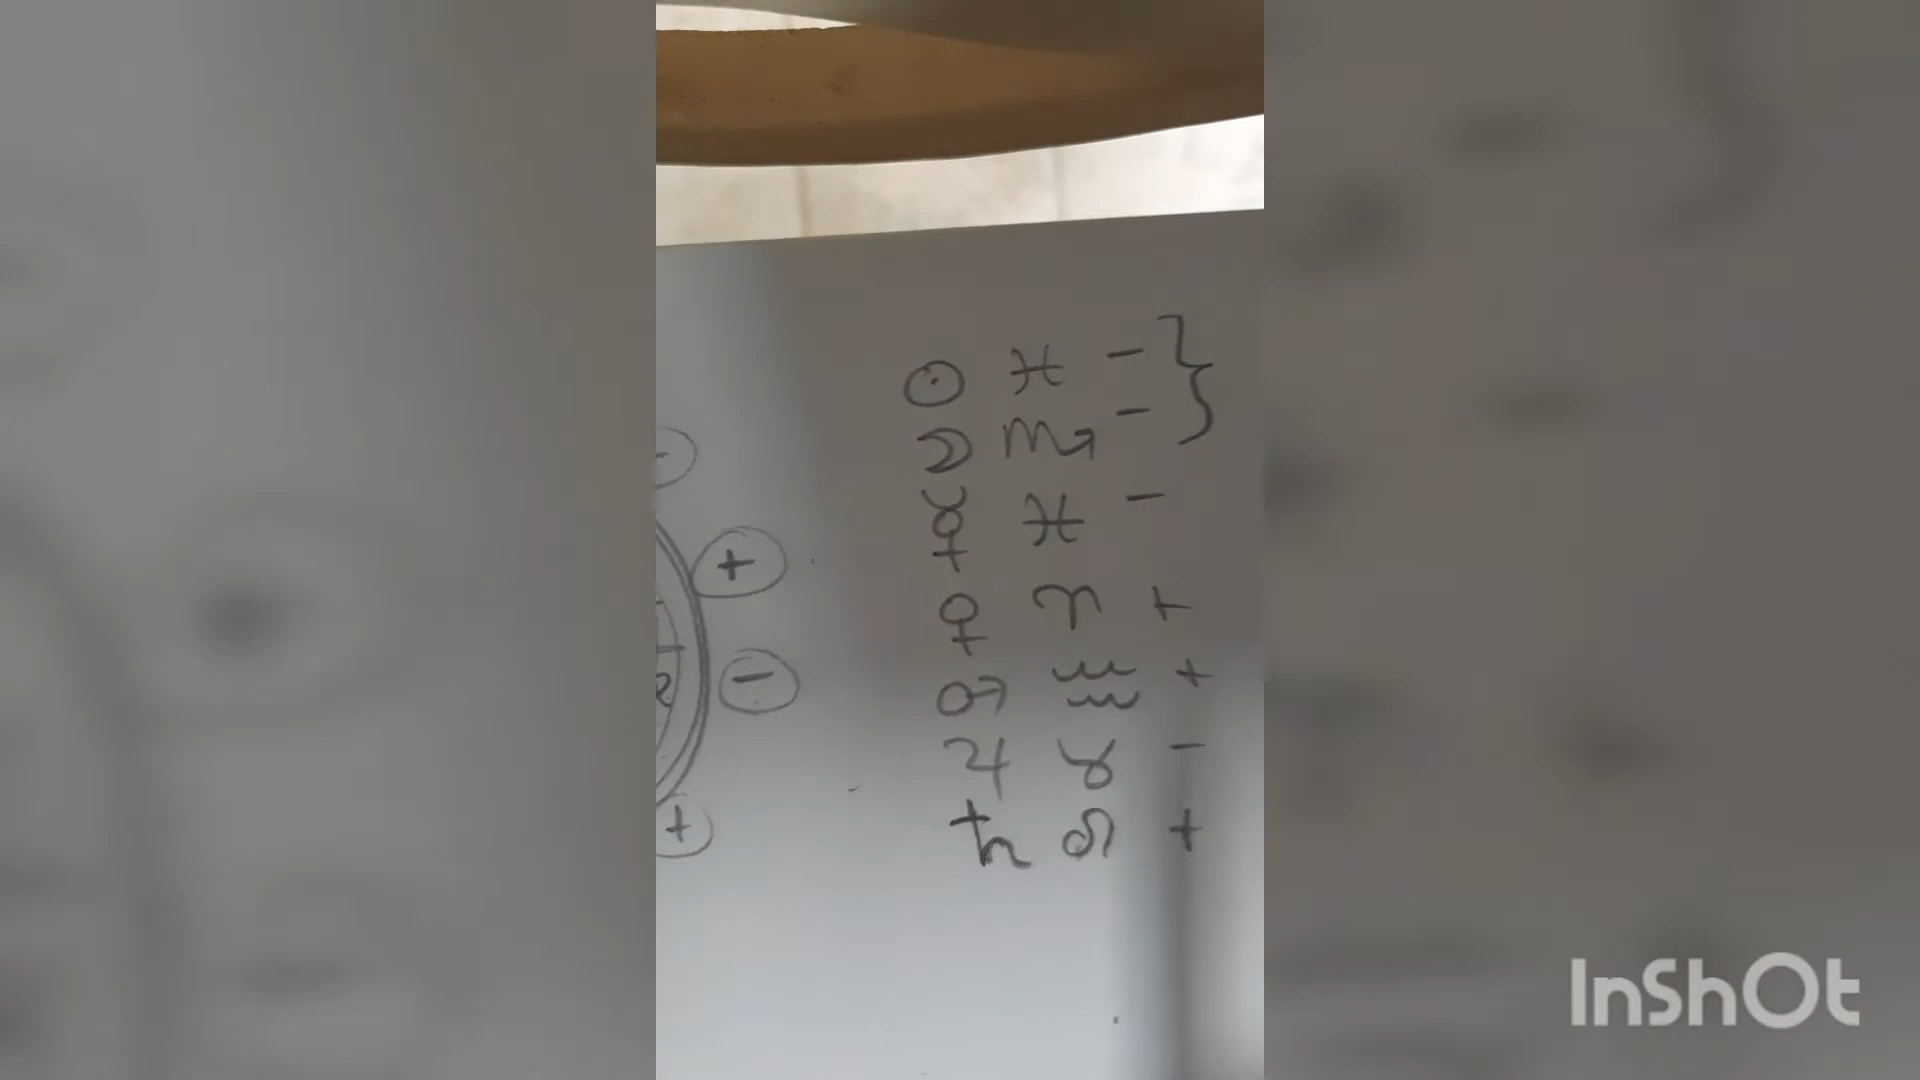 ☉ ♓ − }
☽ ♏ −
☿ ♓ −
♀ ♈ +
♂ ♒ +
♃ ♉ −
♄ ♌ +
−
+
−
+
InShOt